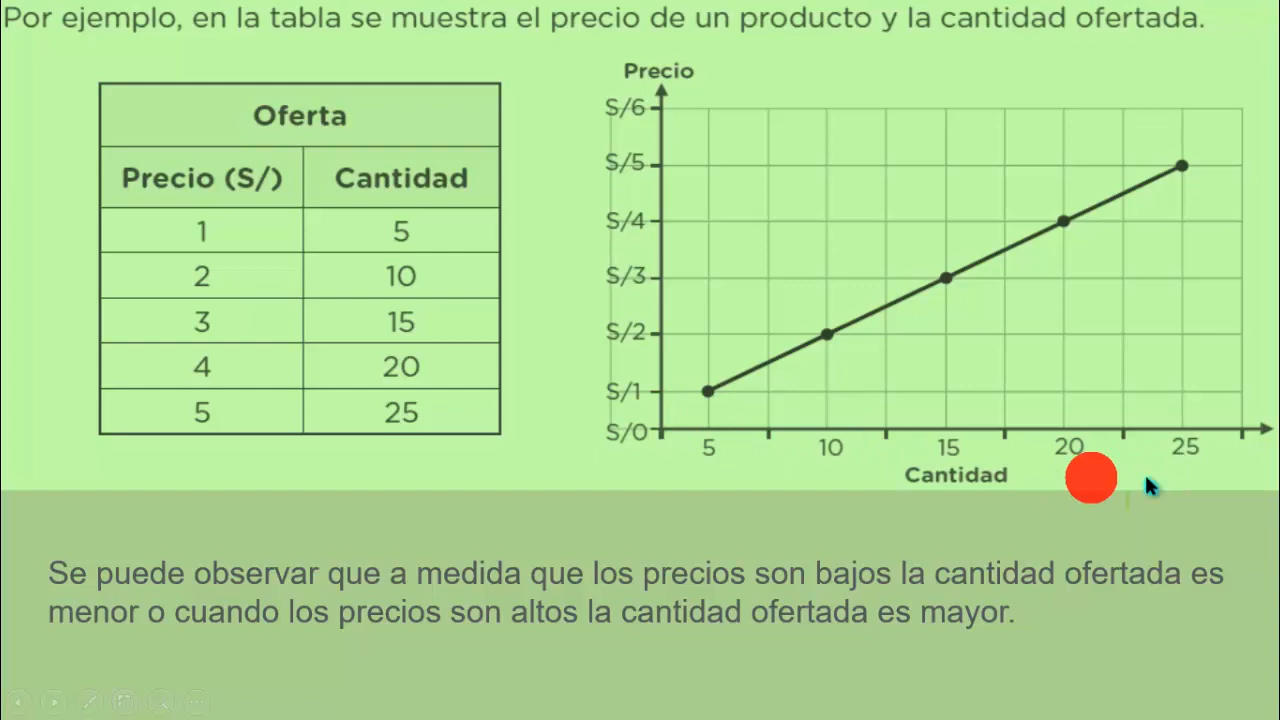 Por ejemplo, en la tabla se muestra el precio de un producto y la cantidad ofertada.
Oferta
Precio (S/) Cantidad
1 5
2 10
3 15
4 20
5 25
Precio
S/6
S/5
S/4
S/3
S/2
S/1
S/0
5 10 15 20 25
Cantidad
Se puede observar que a medida que los precios son bajos la cantidad ofertada es
menor o cuando los precios son altos la cantidad ofertada es mayor.